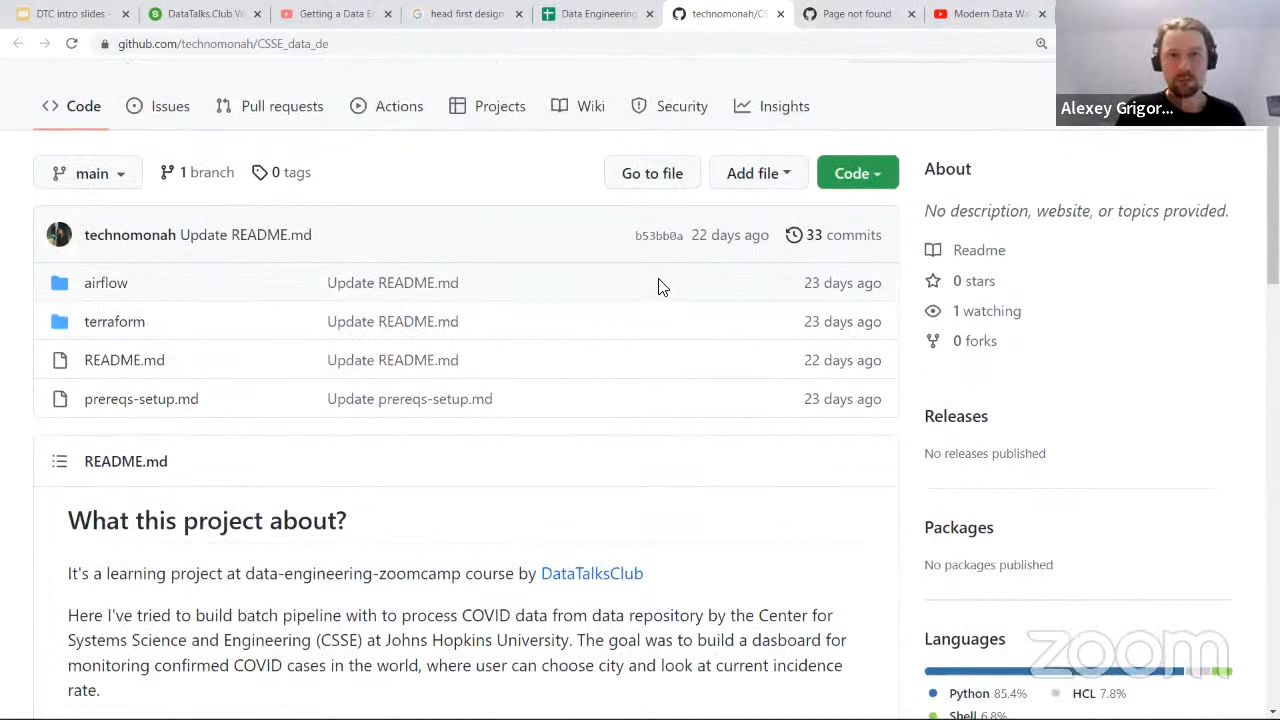 DTC intro slides -
DataTalks.Club W
Getting a Data E
headshot design
Data Engineering
technomonah/CS
Page not found
Modern Data Wa
github.com/technomonah/CSSE_data_de
Alexey Grigor...
Code
Issues
Pull requests
Actions
Projects
Wiki
Security
Insights
main
1 branch
0 tags
Go to file
Add file
Code
technomonah Update README.md
b53bb0a 22 days ago
33 commits
airflow Update README.md 23 days ago
terraform Update README.md 23 days ago
README.md Update README.md 22 days ago
prereqs-setup.md Update prereqs-setup.md 23 days ago
README.md
What this project about?
It's a learning project at data-engineering-zoomcamp course by DataTalksClub
Here I've tried to build batch pipeline with to process COVID data from data repository by the Center for
Systems Science and Engineering (CSSE) at Johns Hopkins University. The goal was to build a dasboard for
monitoring confirmed COVID cases in the world, where user can choose city and look at current incidence
rate.
About
No description, website, or topics provided.
Readme
0 stars
1 watching
0 forks
Releases
No releases published
Packages
No packages published
Languages
Python 85.4%
HCL 7.8%
Shell 6.8%
zoom